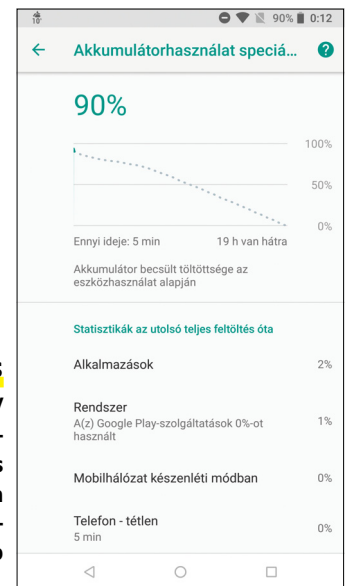 90% 0:12
Akkumulátorhasználat speciá...
90%
100%
50%
0%
Ennyi ideje: 5 min 19 h van hátra
Akkumulátor becsült töltöttsége az
eszközhasználat alapján
Statisztikák az utolsó teljes feltöltés óta
Alkalmazások 2%
Rendszer
A(z) Google Play-szolgáltatások 0%-ot
használt
1%
Mobilhálózat készenléti módban 0%
Telefon - tétlen
5 min
0%